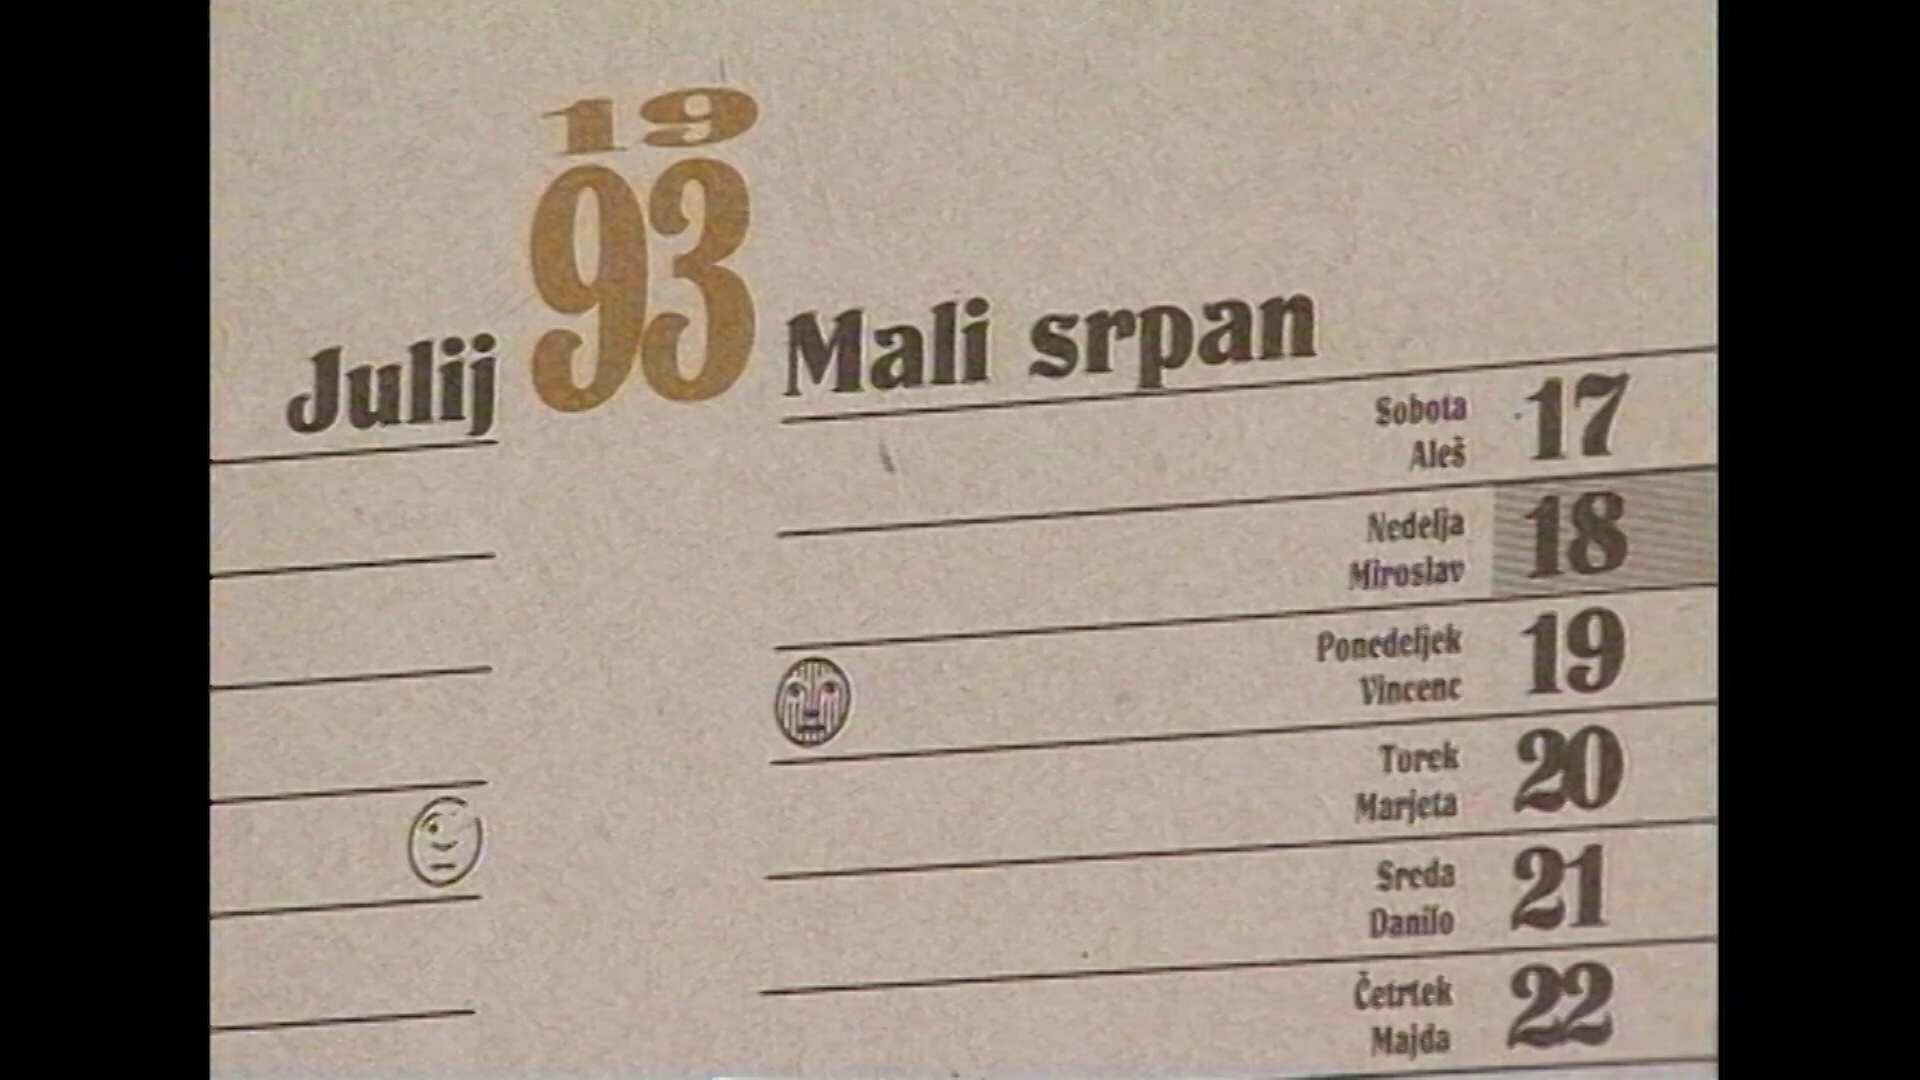 19
93
Julij
Mali srpan
Sobota 17
Aleš
Nedelja 18
Miroslav
Ponedeljek 19
Vincenc
Torek 20
Marjeta
Sreda 21
Danilo
Četrtek 22
Majda